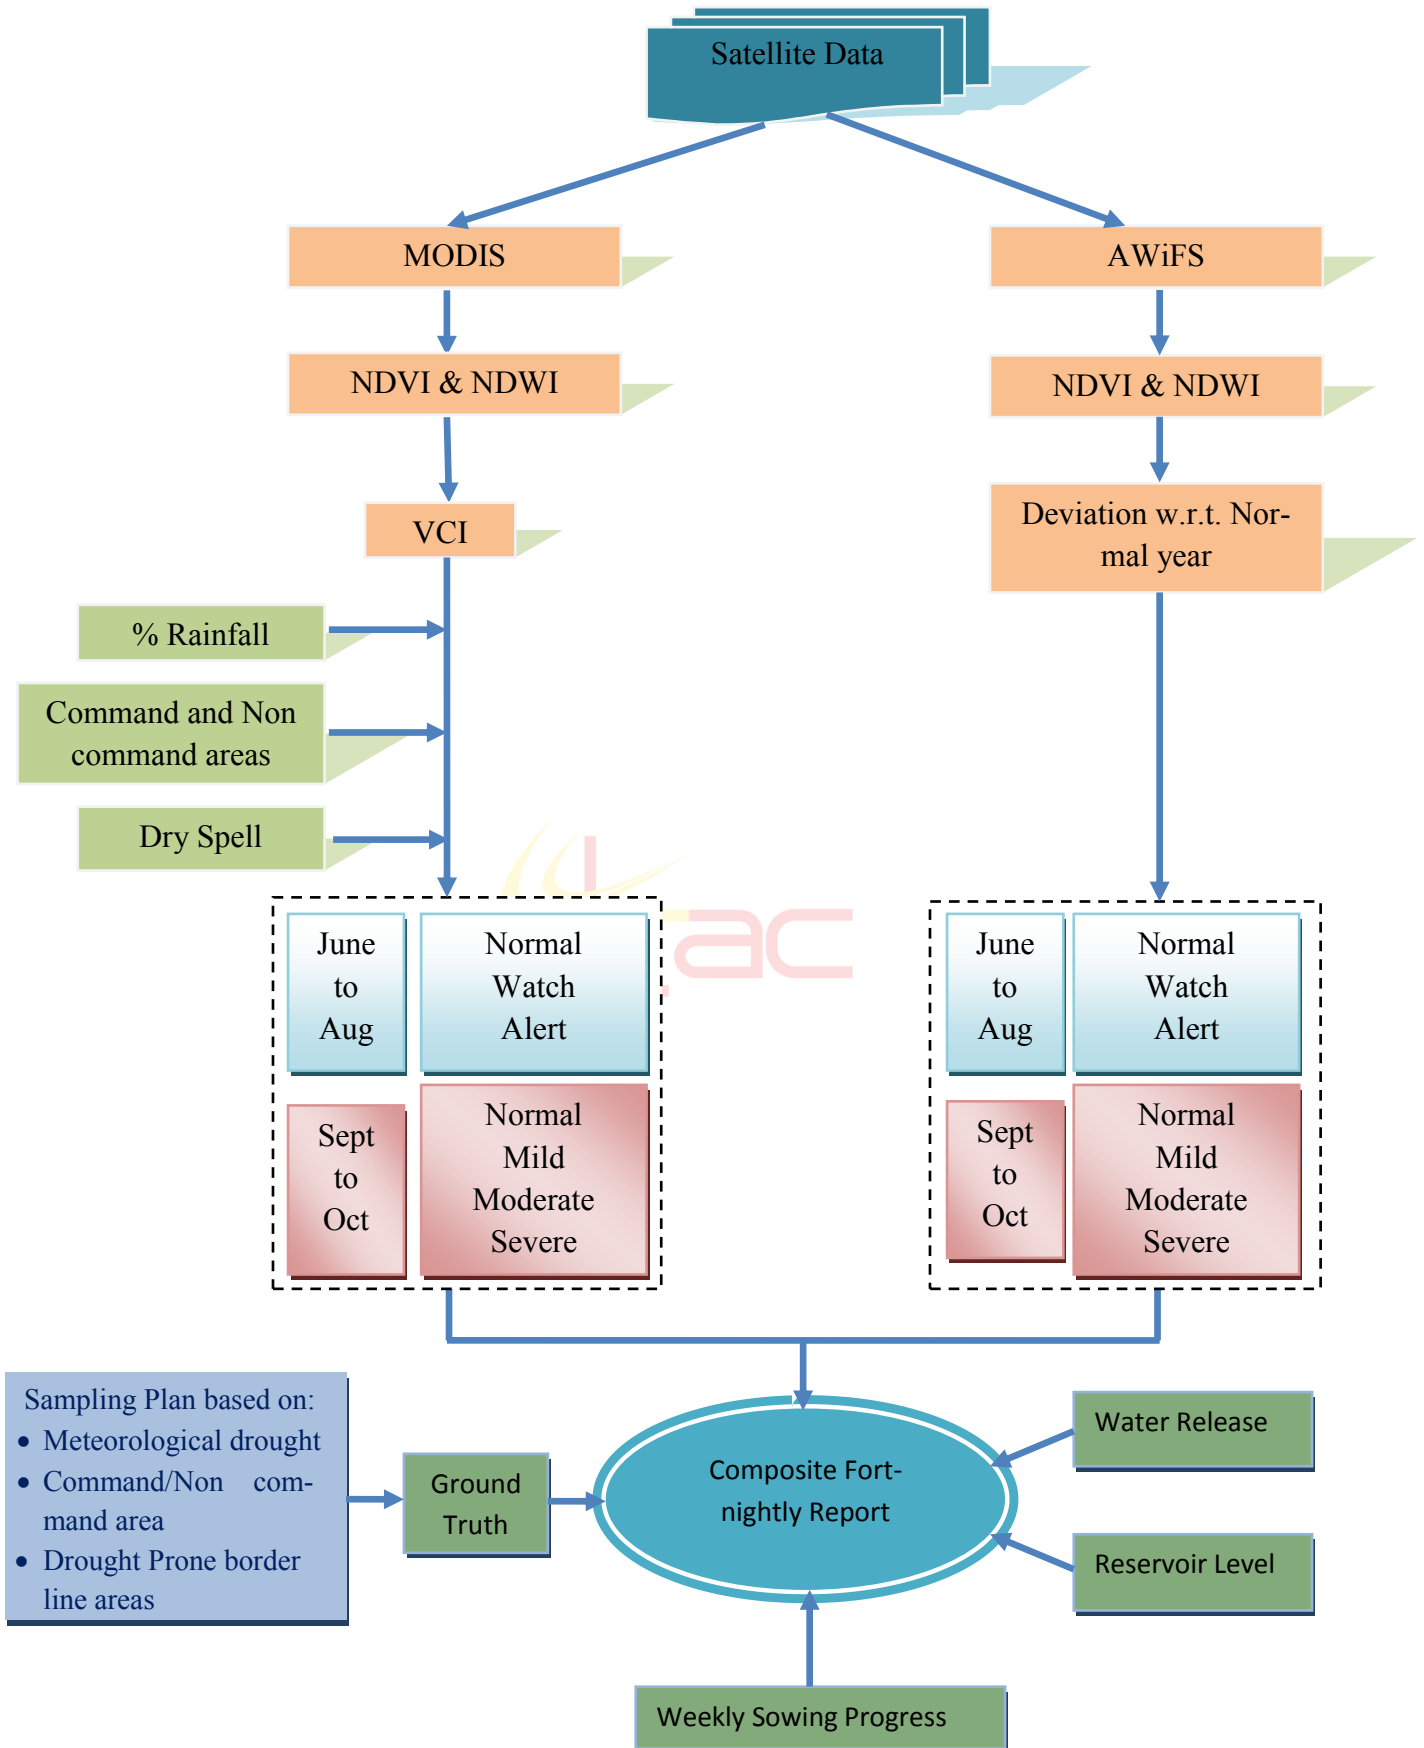 Satellite Data
MODIS
AWiFS
NDVI & NDWI
NDVI & NDWI
VCI
Deviation w.r.t. Nor-
mal year
% Rainfall
Command and Non
command areas
Dry Spell
June
to
Aug
Normal
Watch
Alert
Sept
to
Oct
Normal
Mild
Moderate
Severe
June
to
Aug
Normal
Watch
Alert
Sept
to
Oct
Normal
Mild
Moderate
Severe
Sampling Plan based on:
• Meteorological drought
• Command/Non com-
mand area
• Drought Prone border
line areas
Ground
Truth
Composite Fort-
nightly Report
Water Release
Reservoir Level
Weekly Sowing Progress